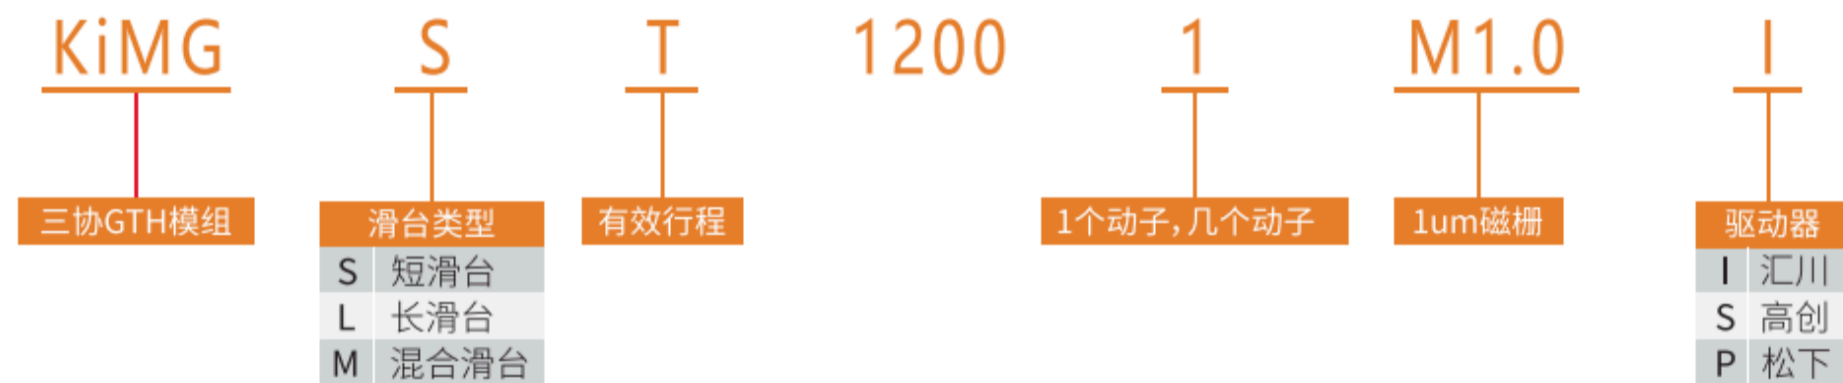 KiMG S T 1200 1 M1.0 I
三协GTH模组
滑台类型
有效行程
1个动子,几个动子
1um磁栅
驱动器
S 短滑台
L 长滑台
M 混合滑台
I 汇川
S 高创
P 松下